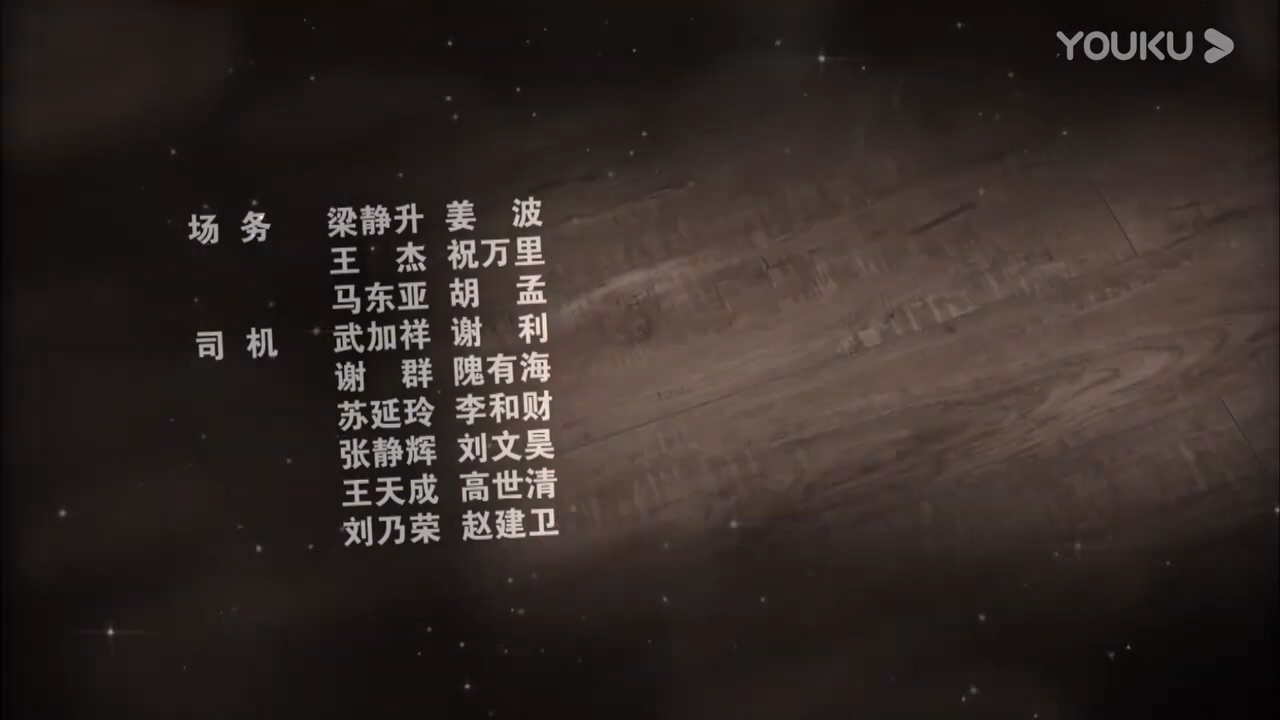 YOUKU
场 务 梁静升 姜 波
王 杰 祝万里
马东亚 胡 孟
司 机 武加祥 谢 利
谢 群 隗有海
苏延玲 李和财
张静辉 刘文昊
王天成 高世清
刘乃荣 赵建卫